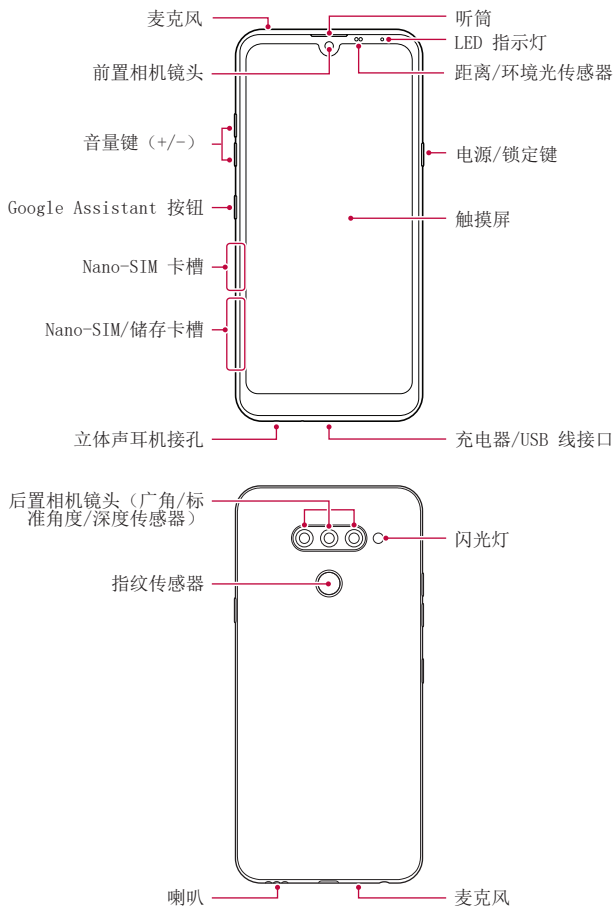 麦克风
听筒
LED 指示灯
前置相机镜头
距离/环境光传感器
音量键（+/-）
电源/锁定键
Google Assistant 按钮
触摸屏
Nano-SIM 卡槽
Nano-SIM/储存卡槽
立体声耳机接孔
充电器/USB 线接口
后置相机镜头（广角/标
准角度/深度传感器）
闪光灯
指纹传感器
喇叭
麦克风